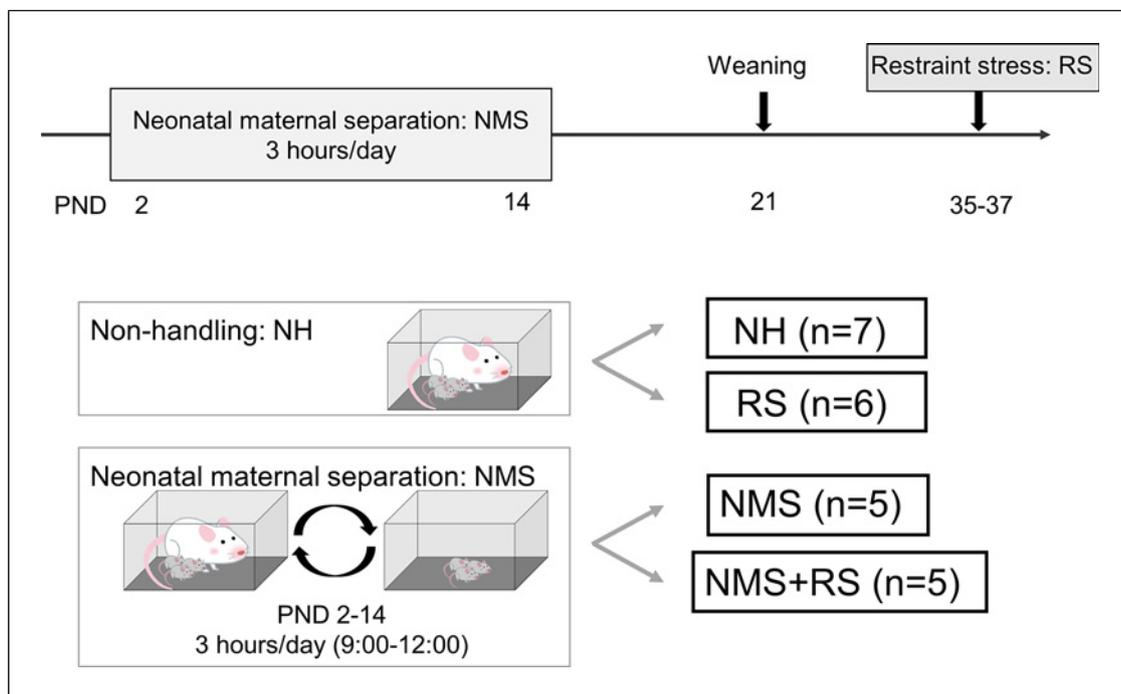 Weaning
Restraint stress: RS
Neonatal maternal separation: NMS
3 hours/day
PND 2 14 21 35-37
Non-handling: NH
NH (n=7)
RS (n=6)
Neonatal maternal separation: NMS
NMS (n=5)
NMS+RS (n=5)
PND 2-14
3 hours/day (9:00-12:00)